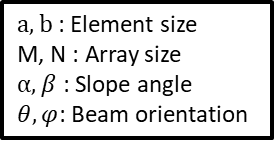 a, b : Element size
M, N : Array size
α, β : Slope angle
θ, φ: Beam orientation